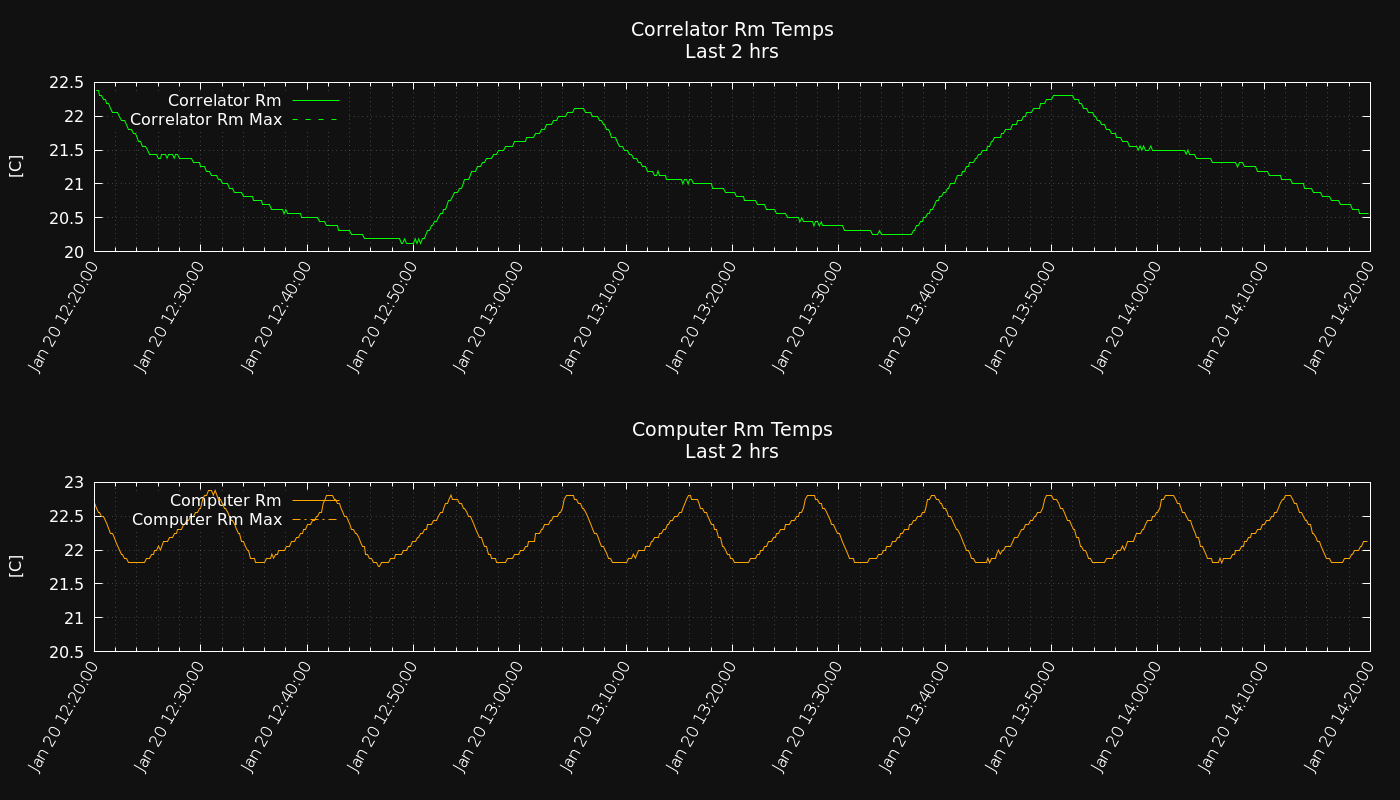 Correlator Rm Temps
Last 2 hrs
22.5
22
21.5
21
20.5
20
[C]
Correlator Rm
Correlator Rm Max
Jan 20 12:20:00
Jan 20 12:30:00
Jan 20 12:40:00
Jan 20 12:50:00
Jan 20 13:00:00
Jan 20 13:10:00
Jan 20 13:20:00
Jan 20 13:30:00
Jan 20 13:40:00
Jan 20 13:50:00
Jan 20 14:00:00
Jan 20 14:10:00
Jan 20 14:20:00
Computer Rm Temps
Last 2 hrs
23
22.5
22
21.5
21
20.5
[C]
Computer Rm
Computer Rm Max
Jan 20 12:20:00
Jan 20 12:30:00
Jan 20 12:40:00
Jan 20 12:50:00
Jan 20 13:00:00
Jan 20 13:10:00
Jan 20 13:20:00
Jan 20 13:30:00
Jan 20 13:40:00
Jan 20 13:50:00
Jan 20 14:00:00
Jan 20 14:10:00
Jan 20 14:20:00